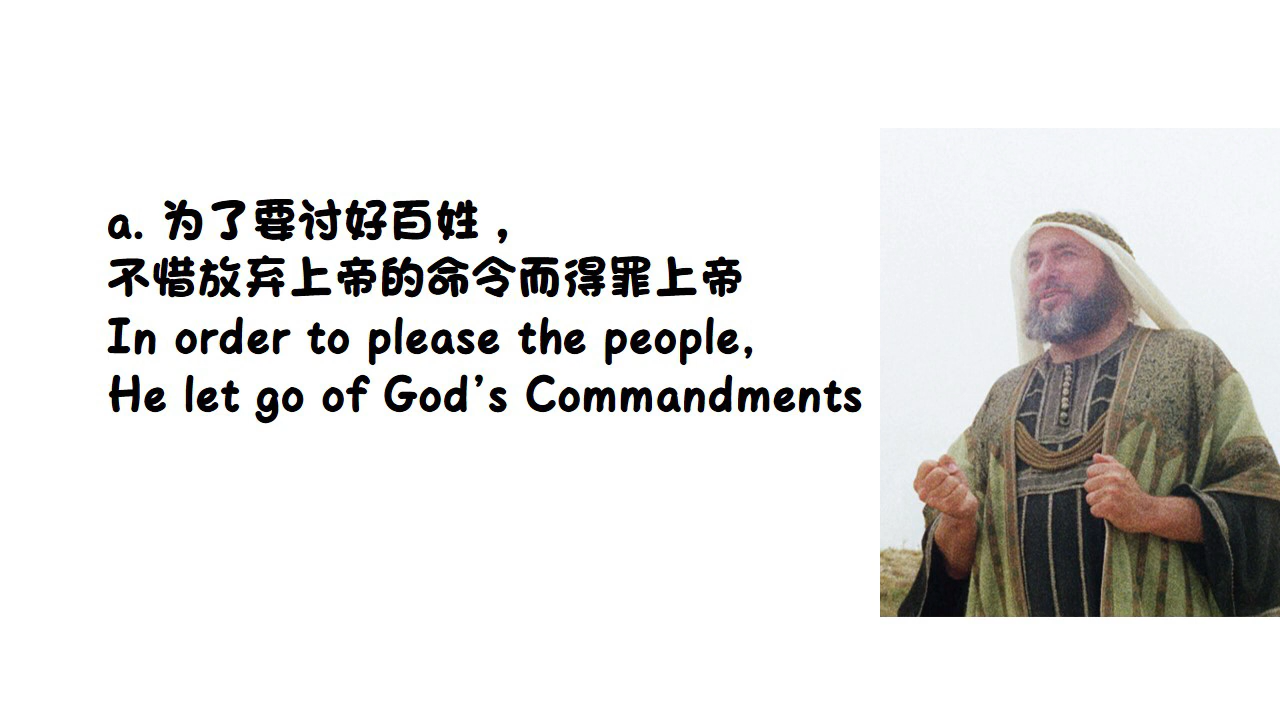 a. 为了要讨好百姓，
不惜放弃上帝的命令而得罪上帝
In order to please the people,
He let go of God’s Commandments